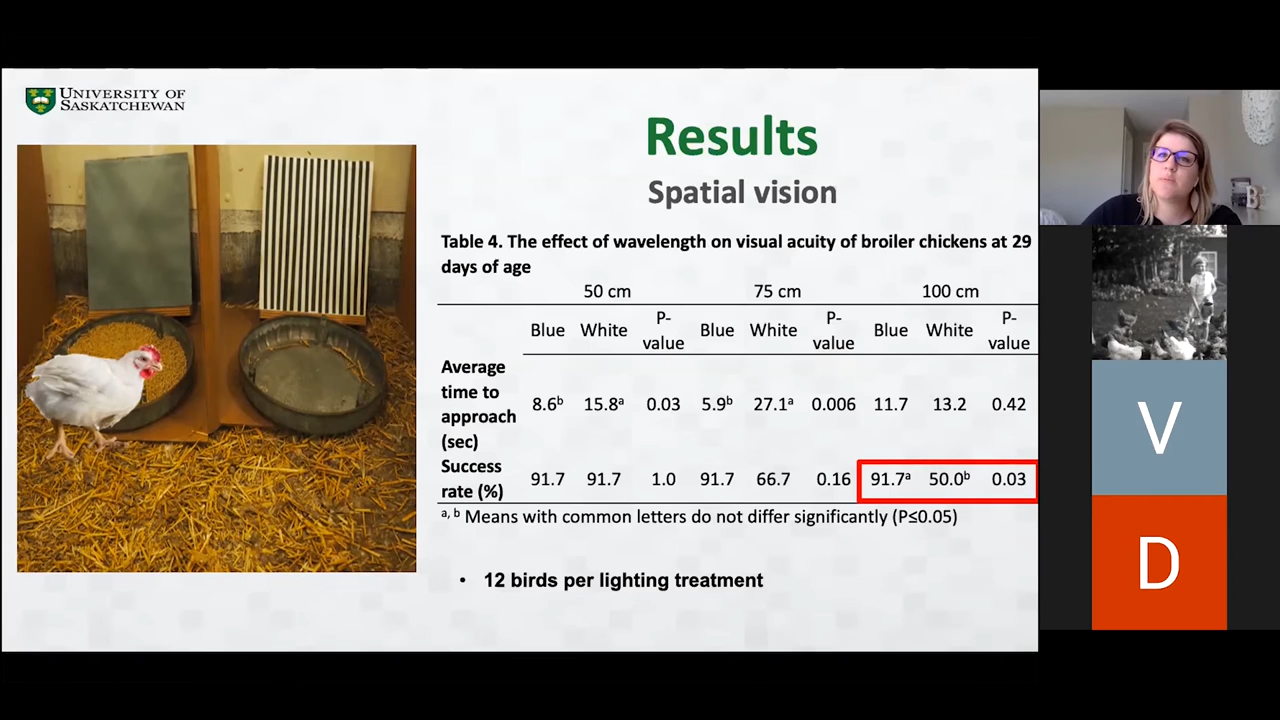 UNIVERSITY OF
SASKATCHEWAN
Results
Spatial vision
Table 4. The effect of wavelength on visual acuity of broiler chickens at 29
days of age
50 cm 75 cm 100 cm
Blue White P-value Blue White P-value Blue White P-value
Average time to approach (sec) 8.6ᵇ 15.8ᵃ 0.03 5.9ᵇ 27.1ᵃ 0.006 11.7 13.2 0.42
Success rate (%) 91.7 91.7 1.0 91.7 66.7 0.16 91.7ᵃ 50.0ᵇ 0.03
ᵃ, ᵇ Means with common letters do not differ significantly (P≤0.05)
• 12 birds per lighting treatment
V
D